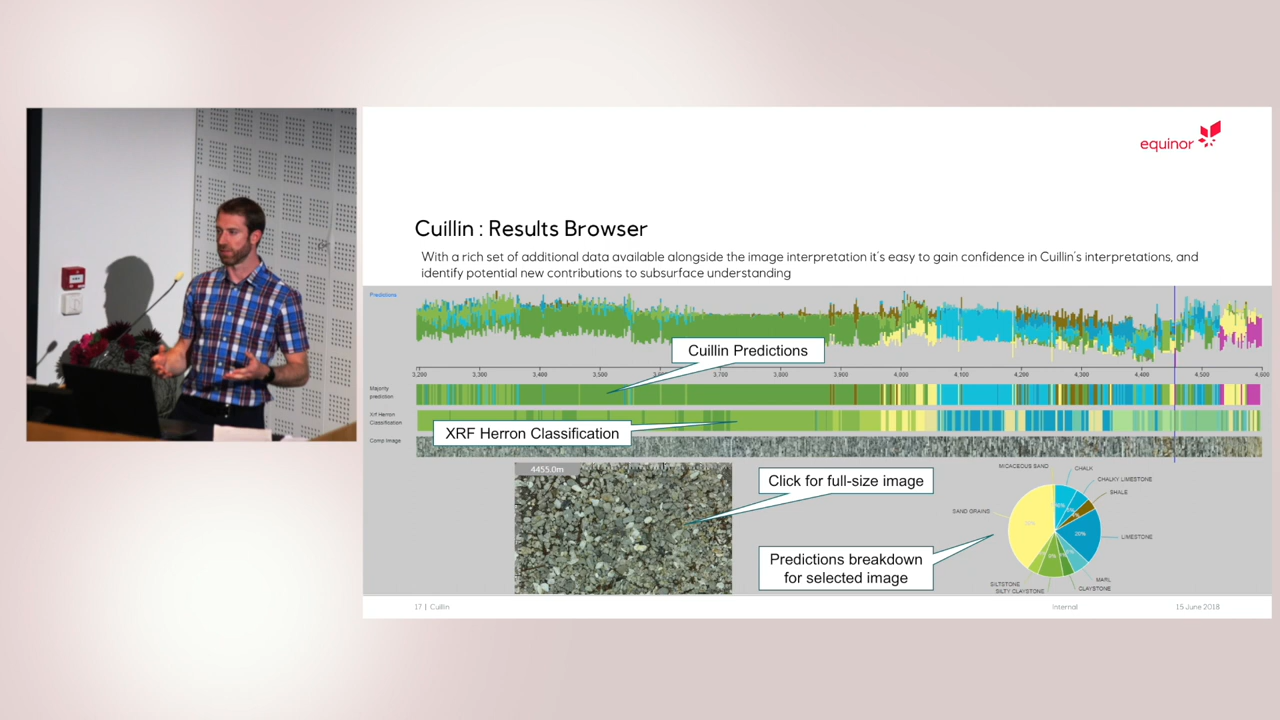 equinor
Cuillin : Results Browser
With a rich set of additional data available alongside the image interpretation it's easy to gain confidence in Cuillin's interpretations, and
identify potential new contributions to subsurface understanding
Predictions
Cuillin Predictions
3,200 3,300 3,400 3,500 3,600 3,700 3,800 3,900 4,000 4,100 4,200 4,300 4,400 4,500 4,600
Majority
prediction
Xrf Herron
Classification
XRF Herron Classification
Comp Image
4455.0m
Click for full-size image
Predictions breakdown
for selected image
MICACEOUS SAND
CHALK
CHALKY LIMESTONE
SHALE
SAND GRAINS
LIMESTONE
20%
MARL
CLAYSTONE
SILTSTONE
SILTY CLAYSTONE
17 | Cuillin
Internal
15 June 2018